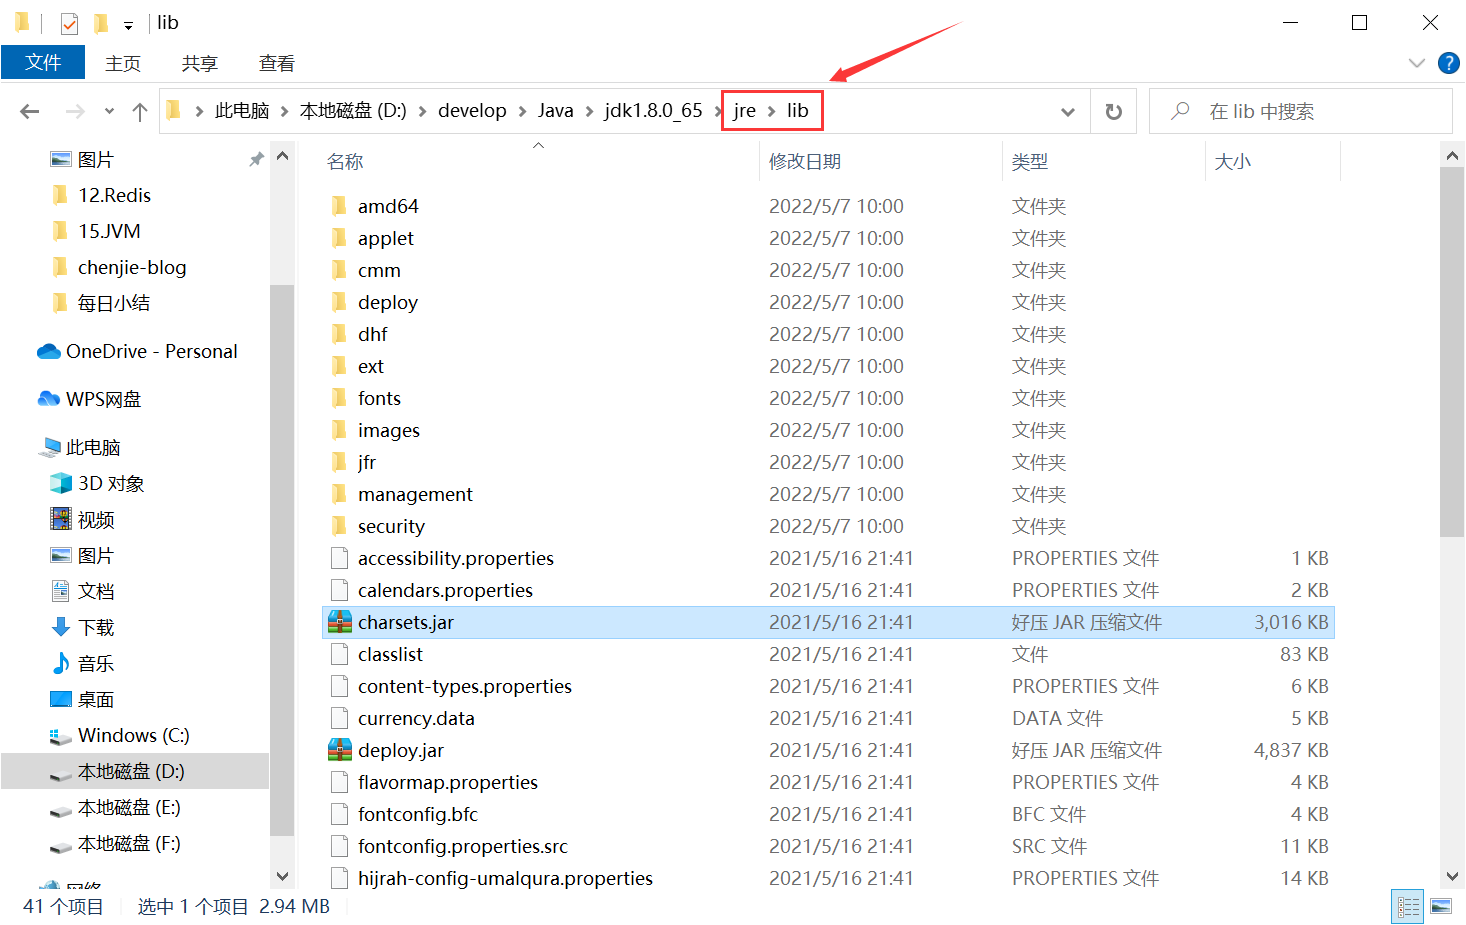 lib
文件 主页 共享 查看
此电脑 本地磁盘 (D:) develop Java jdk1.8.0_65 jre lib 在 lib 中搜索
图片
12.Redis
15.JVM
chenjie-blog
每日小结
OneDrive - Personal
WPS网盘
此电脑
3D 对象
视频
图片
文档
下载
音乐
桌面
Windows (C:)
本地磁盘 (D:)
本地磁盘 (E:)
本地磁盘 (F:)
网络
名称 修改日期 类型 大小
amd64 2022/5/7 10:00 文件夹
applet 2022/5/7 10:00 文件夹
cmm 2022/5/7 10:00 文件夹
deploy 2022/5/7 10:00 文件夹
dhf 2022/5/7 10:00 文件夹
ext 2022/5/7 10:00 文件夹
fonts 2022/5/7 10:00 文件夹
images 2022/5/7 10:00 文件夹
jfr 2022/5/7 10:00 文件夹
management 2022/5/7 10:00 文件夹
security 2022/5/7 10:00 文件夹
accessibility.properties 2021/5/16 21:41 PROPERTIES 文件 1 KB
calendars.properties 2021/5/16 21:41 PROPERTIES 文件 2 KB
charsets.jar 2021/5/16 21:41 好压 JAR 压缩文件 3,016 KB
classlist 2021/5/16 21:41 文件 83 KB
content-types.properties 2021/5/16 21:41 PROPERTIES 文件 6 KB
currency.data 2021/5/16 21:41 DATA 文件 5 KB
deploy.jar 2021/5/16 21:41 好压 JAR 压缩文件 4,837 KB
flavormap.properties 2021/5/16 21:41 PROPERTIES 文件 4 KB
fontconfig.bfc 2021/5/16 21:41 BFC 文件 4 KB
fontconfig.properties.src 2021/5/16 21:41 SRC 文件 11 KB
hijrah-config-umalqura.properties 2021/5/16 21:41 PROPERTIES 文件 14 KB
41 个项目 选中 1 个项目 2.94 MB